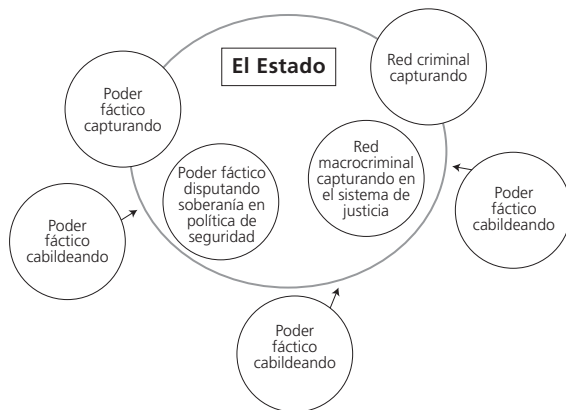 El Estado
Red criminal
capturando
Poder
fáctico
capturando
Poder fáctico
disputando
soberanía en
política de
seguridad
Red
macrocriminal
capturando en
el sistema de
justicia
Poder
fáctico
cabildeando
Poder
fáctico
cabildeando
Poder
fáctico
cabildeando